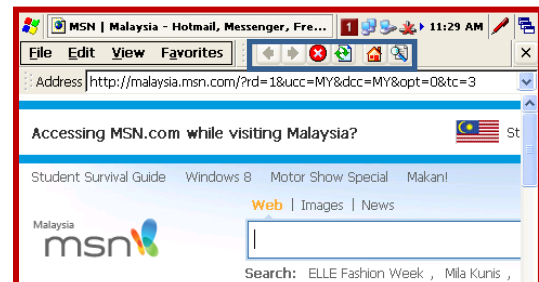 MSN | Malaysia - Hotmail, Messenger, Fre... 1 11:29 AM
File Edit View Favorites
Address http://malaysia.msn.com/?rd=1&ucc=MY&dcc=MY&opt=0&tc=3
Accessing MSN.com while visiting Malaysia? St
Student Survival Guide Windows 8 Motor Show Special Makan!
Web | Images | News
Malaysia
msn
Search: ELLE Fashion Week , Mila Kunis ,